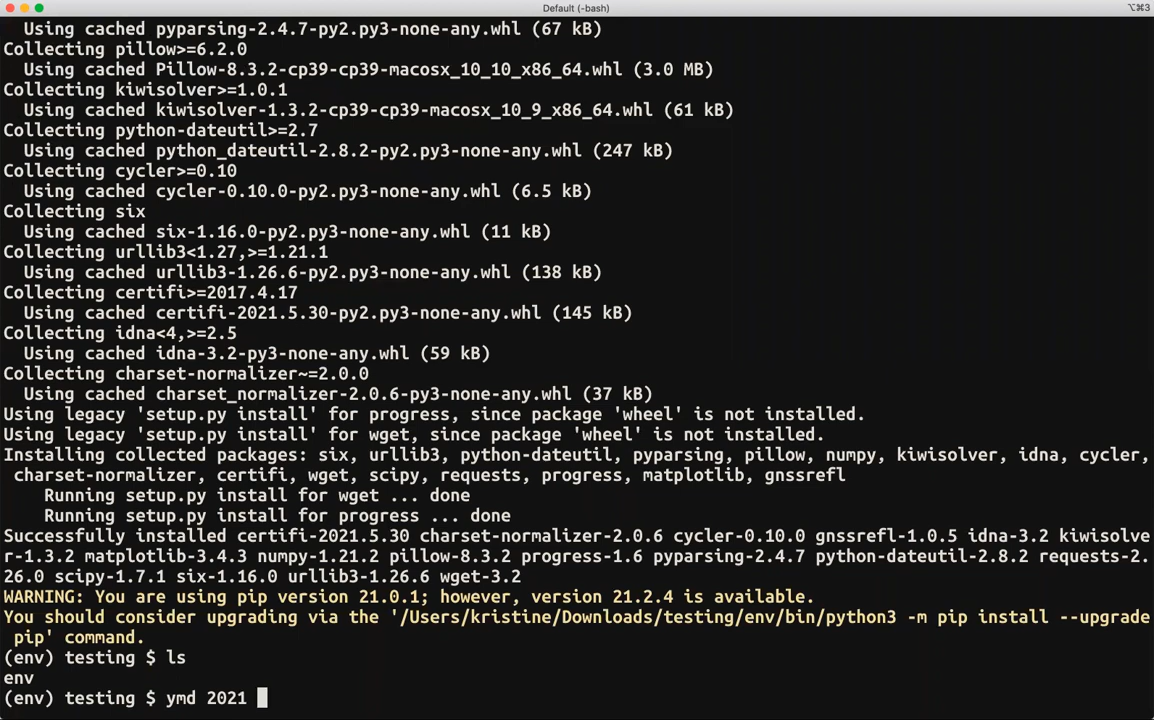 Default (-bash)
⌥⌘3
Using cached pyparsing-2.4.7-py2.py3-none-any.whl (67 kB)
Collecting pillow>=6.2.0
Using cached Pillow-8.3.2-cp39-cp39-macosx_10_10_x86_64.whl (3.0 MB)
Collecting kiwisolver>=1.0.1
Using cached kiwisolver-1.3.2-cp39-cp39-macosx_10_9_x86_64.whl (61 kB)
Collecting python-dateutil>=2.7
Using cached python_dateutil-2.8.2-py2.py3-none-any.whl (247 kB)
Collecting cycler>=0.10
Using cached cycler-0.10.0-py2.py3-none-any.whl (6.5 kB)
Collecting six
Using cached six-1.16.0-py2.py3-none-any.whl (11 kB)
Collecting urllib3<1.27,>=1.21.1
Using cached urllib3-1.26.6-py2.py3-none-any.whl (138 kB)
Collecting certifi>=2017.4.17
Using cached certifi-2021.5.30-py2.py3-none-any.whl (145 kB)
Collecting idna<4,>=2.5
Using cached idna-3.2-py3-none-any.whl (59 kB)
Collecting charset-normalizer~=2.0.0
Using cached charset_normalizer-2.0.6-py3-none-any.whl (37 kB)
Using legacy 'setup.py install' for progress, since package 'wheel' is not installed.
Using legacy 'setup.py install' for wget, since package 'wheel' is not installed.
Installing collected packages: six, urllib3, python-dateutil, pyparsing, pillow, numpy, kiwisolver, idna, cycler,
charset-normalizer, certifi, wget, scipy, requests, progress, matplotlib, gnssrefl
Running setup.py install for wget ... done
Running setup.py install for progress ... done
Successfully installed certifi-2021.5.30 charset-normalizer-2.0.6 cycler-0.10.0 gnssrefl-1.0.5 idna-3.2 kiwisolve
r-1.3.2 matplotlib-3.4.3 numpy-1.21.2 pillow-8.3.2 progress-1.6 pyparsing-2.4.7 python-dateutil-2.8.2 requests-2.
26.0 scipy-1.7.1 six-1.16.0 urllib3-1.26.6 wget-3.2
WARNING: You are using pip version 21.0.1; however, version 21.2.4 is available.
You should consider upgrading via the '/Users/kristine/Downloads/testing/env/bin/python3 -m pip install --upgrade
pip' command.
(env) testing $ ls
env
(env) testing $ ymd 2021